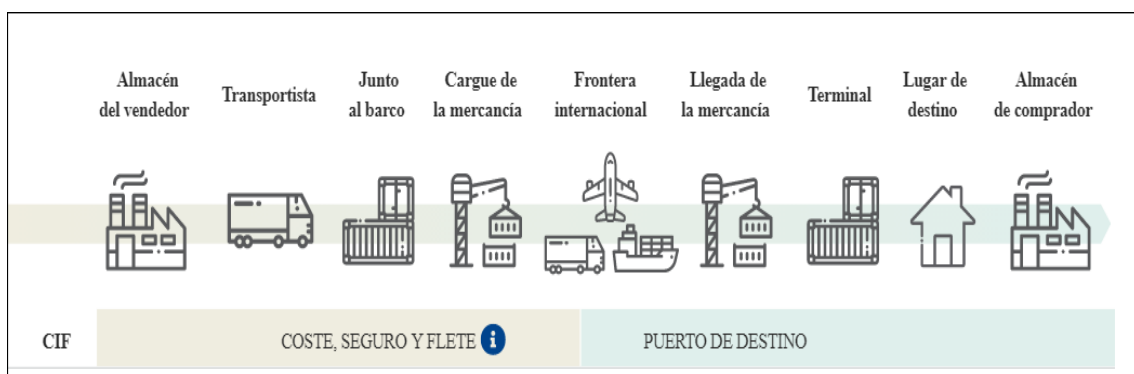 Almacén
del vendedor
Transportista
Junto
al barco
Cargue de
la mercancía
Frontera
internacional
Llegada de
la mercancía
Terminal
Lugar de
destino
Almacén
de comprador
CIF
COSTE, SEGURO Y FLETE i
PUERTO DE DESTINO